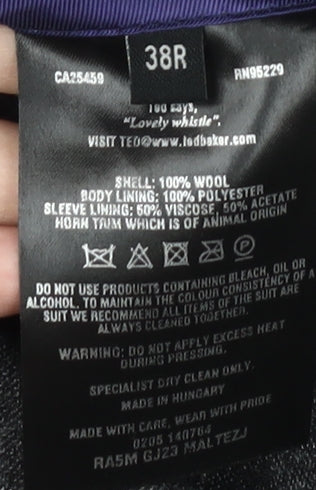 38R
CA25459 RN95229
Ted says,
"Lovely whistle".
VISIT TED@www.tedbaker.com
SHELL: 100% WOOL
BODY LINING: 100% POLYESTER
SLEEVE LINING: 50% VISCOSE, 50% ACETATE
HORN TRIM WHICH IS OF ANIMAL ORIGIN
P
DO NOT USE PRODUCTS CONTAINING BLEACH, OIL OR
ALCOHOL. TO MAINTAIN THE COLOUR CONSISTENCY OF A
SUIT WE RECOMMEND ALL ITEMS OF THE SUIT ARE
ALWAYS CLEANED TOGETHER.
WARNING: DO NOT APPLY EXCESS HEAT
DURING PRESSING.
SPECIALIST DRY CLEAN ONLY.
MADE IN HUNGARY
MADE WITH CARE, WEAR WITH PRIDE
0205 140764
RA5M GJ23 MALTEZJ